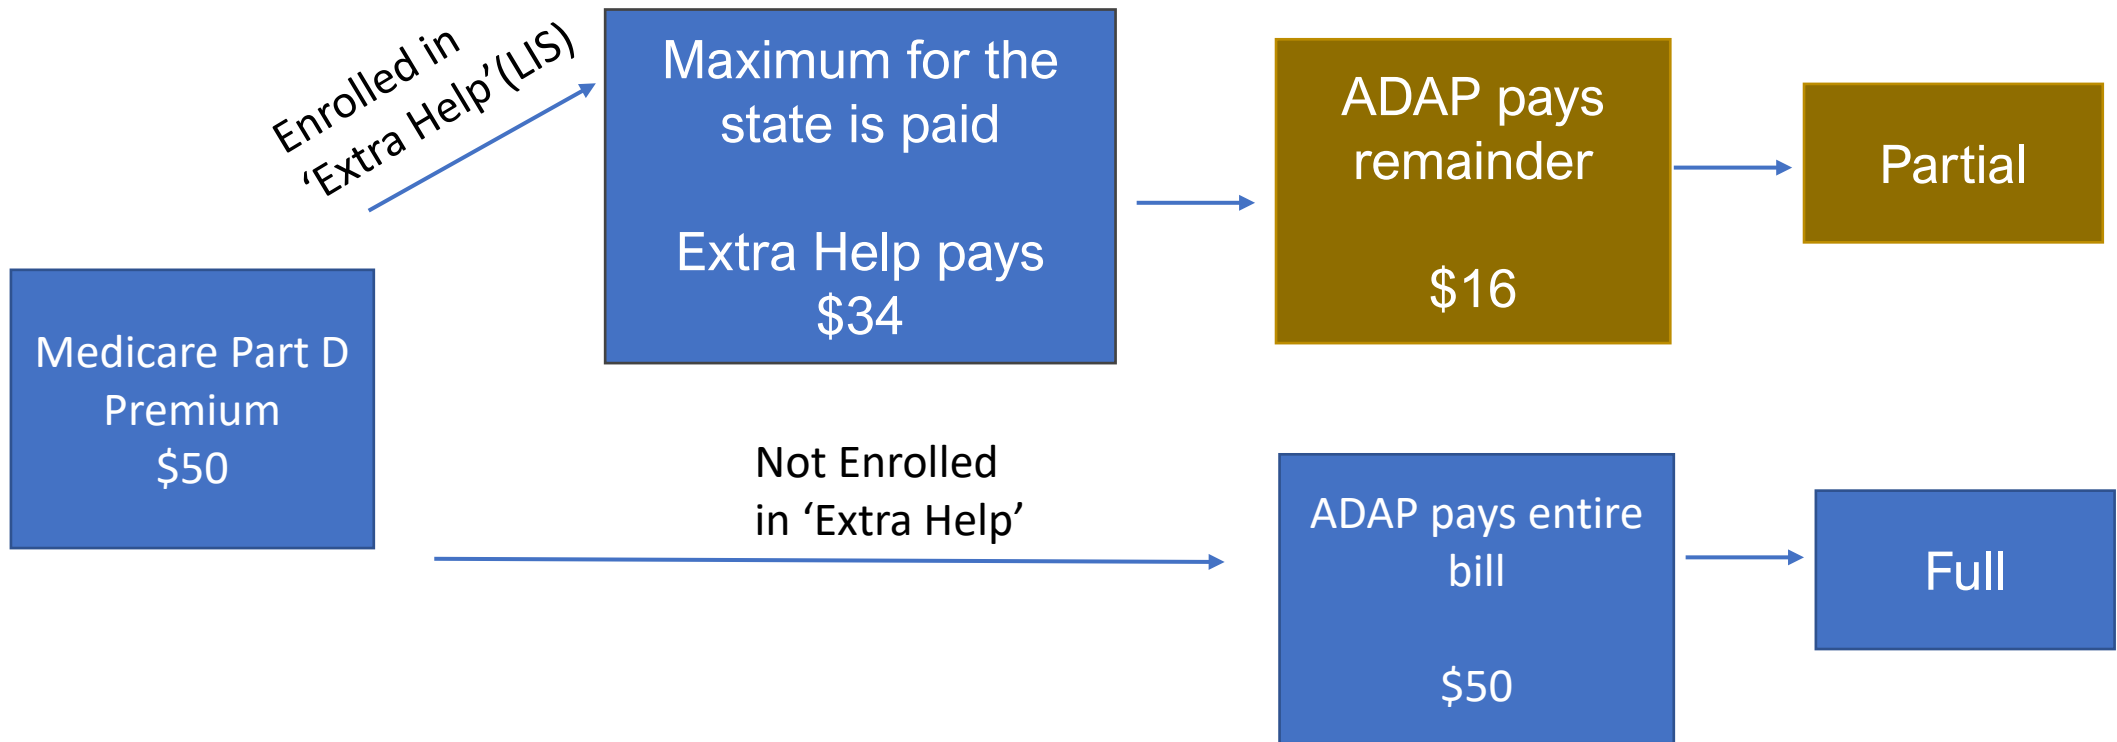 Medicare Part D
Premium
$50
Enrolled in
‘Extra Help’(LIS)
Maximum for the
state is paid
Extra Help pays
$34
ADAP pays
remainder
$16
Partial
Not Enrolled
in ‘Extra Help’
ADAP pays entire
bill
$50
Full